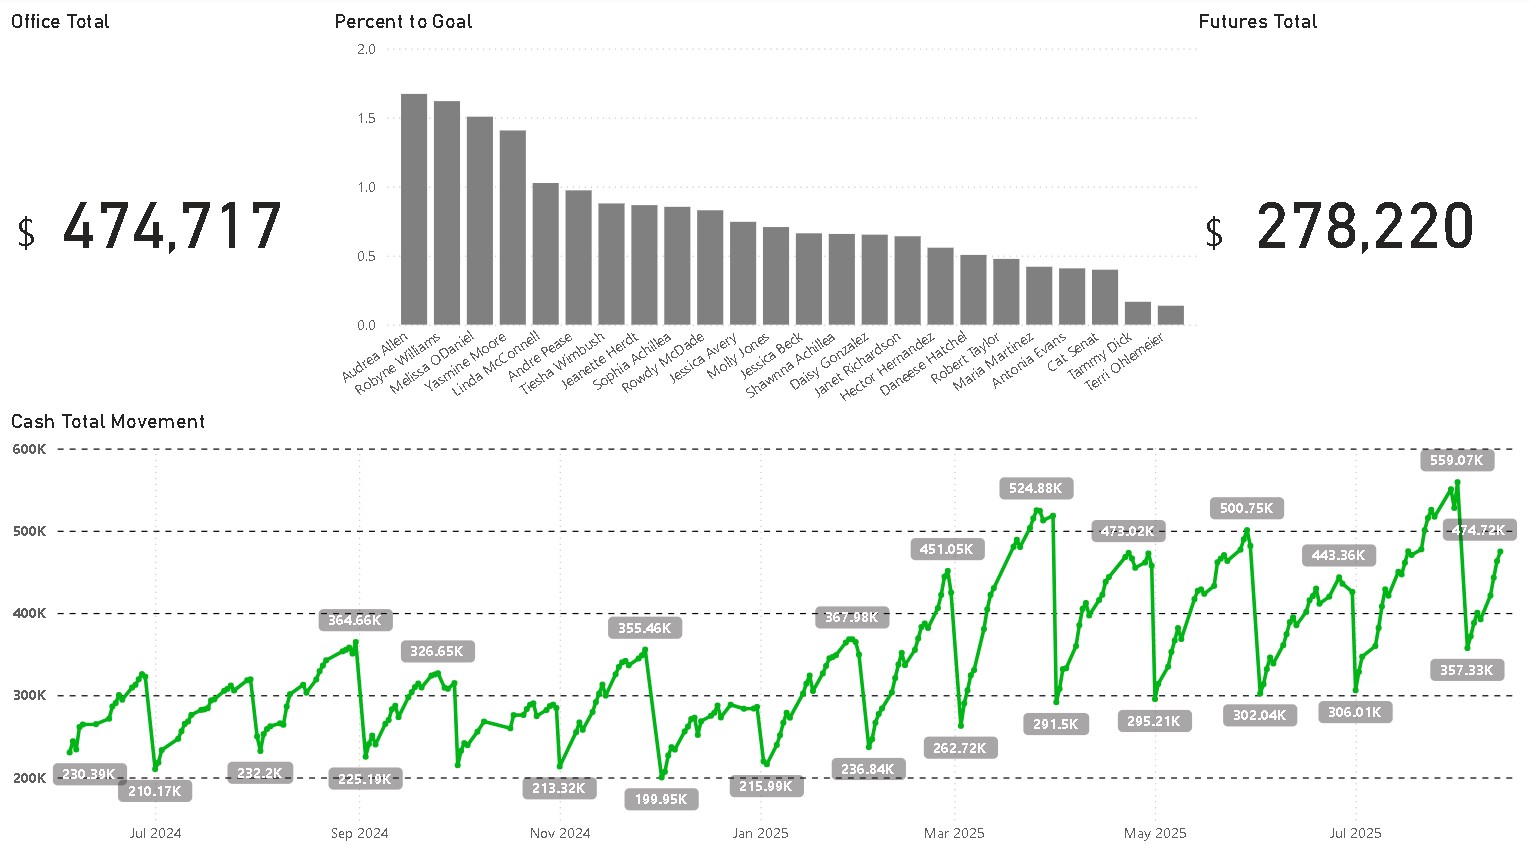 Office Total
$ 474,717
Percent to Goal
2.0
1.5
1.0
0.5
0.0
Audrea Allen
Robyne Williams
Melissa ODaniel
Yasmine Moore
Linda McConnell
Andre Pease
Tiesha Wimbush
Jeanette Herdt
Sophia Achillea
Rowdy McDade
Jessica Avery
Molly Jones
Jessica Beck
Shawnna Achillea
Daisy Gonzalez
Janet Richardson
Hector Hernandez
Daneese Hatchel
Robert Taylor
Maria Martinez
Antonia Evans
Cat Senat
Tammy Dick
Terri Ohlemeier
Futures Total
$ 278,220
Cash Total Movement
600K
500K
400K
300K
200K
230.39K
210.17K
232.2K
364.66K
225.19K
326.65K
213.32K
355.46K
199.95K
215.99K
367.98K
236.84K
451.05K
262.72K
524.88K
291.5K
473.02K
295.21K
500.75K
302.04K
443.36K
306.01K
559.07K
357.33K
474.72K
Jul 2024
Sep 2024
Nov 2024
Jan 2025
Mar 2025
May 2025
Jul 2025